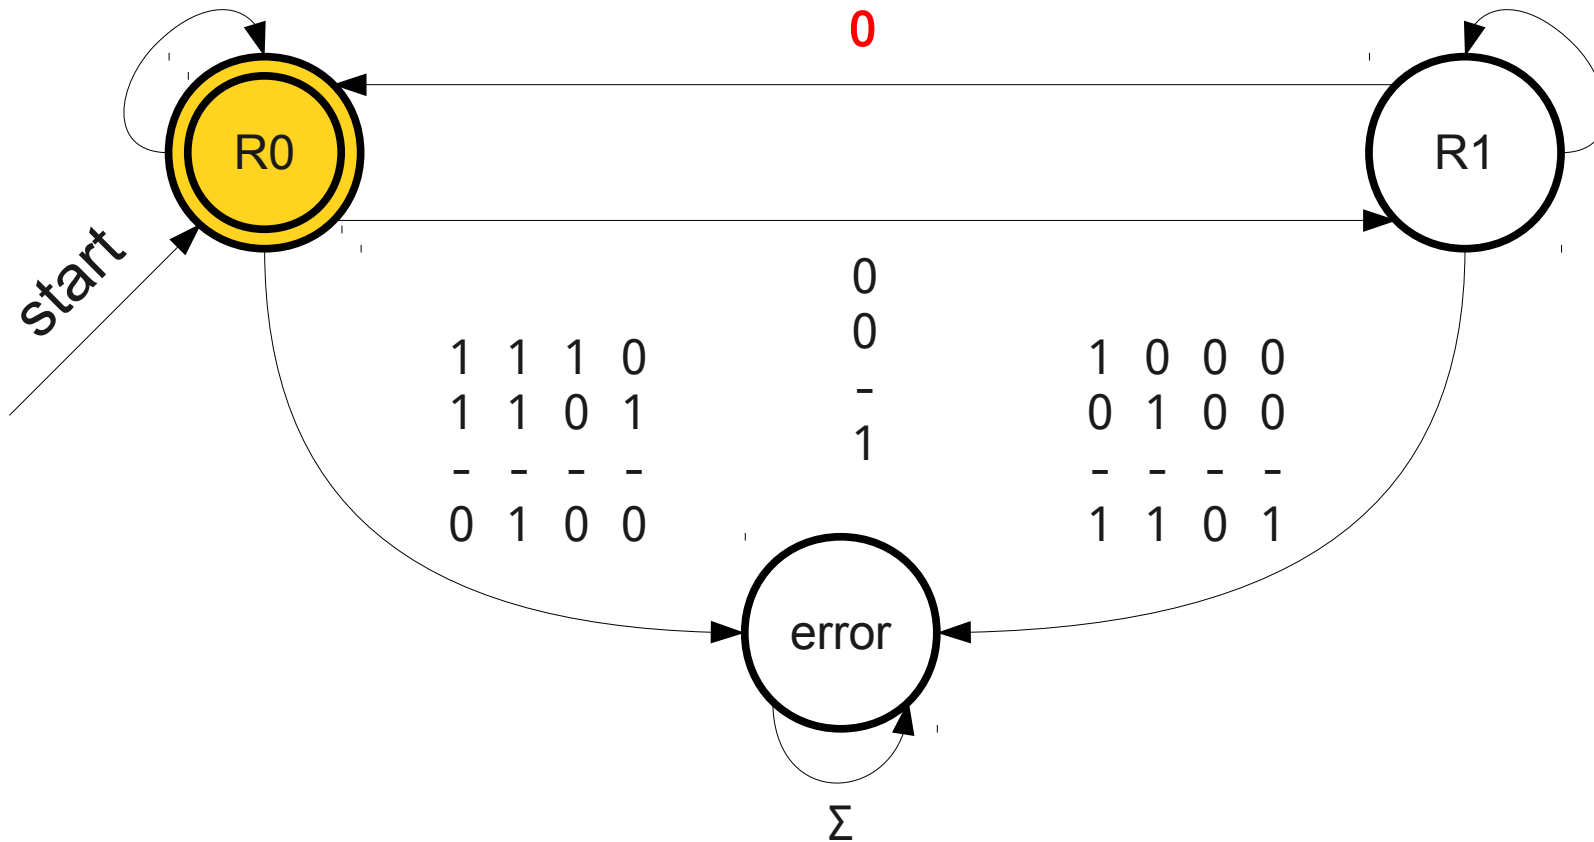 0
R0
R1
start
0
0
-
1
1 1 1 0
1 1 0 1
- - - -
0 1 0 0
1 0 0 0
0 1 0 0
- - - -
1 1 0 1
error
Σ